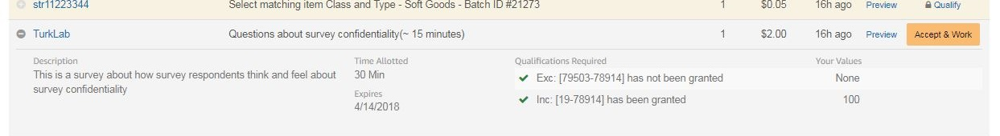 str11223344 Select matching item Class and Type - Soft Goods - Batch ID #21273 1 $0.05 16h ago Preview Qualify
TurkLab Questions about survey confidentiality(~ 15 minutes) 1 $2.00 16h ago Preview Accept & Work
Description Time Allotted Qualifications Required Your Values
This is a survey about how survey respondents think and feel about 30 Min Exc: [79503-78914] has not been granted None
survey confidentiality
Expires Inc: [19-78914] has been granted 100
4/14/2018